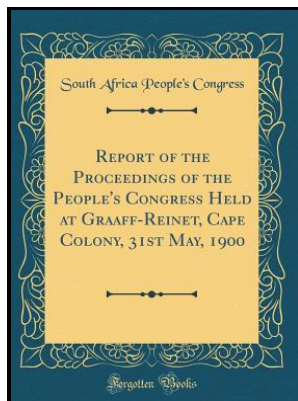 South Africa People's Congress
REPORT OF THE
PROCEEDINGS OF THE
PEOPLE'S CONGRESS HELD
AT GRAAFF-REINET, CAPE
COLONY, 31ST MAY, 1900
Forgotten Books